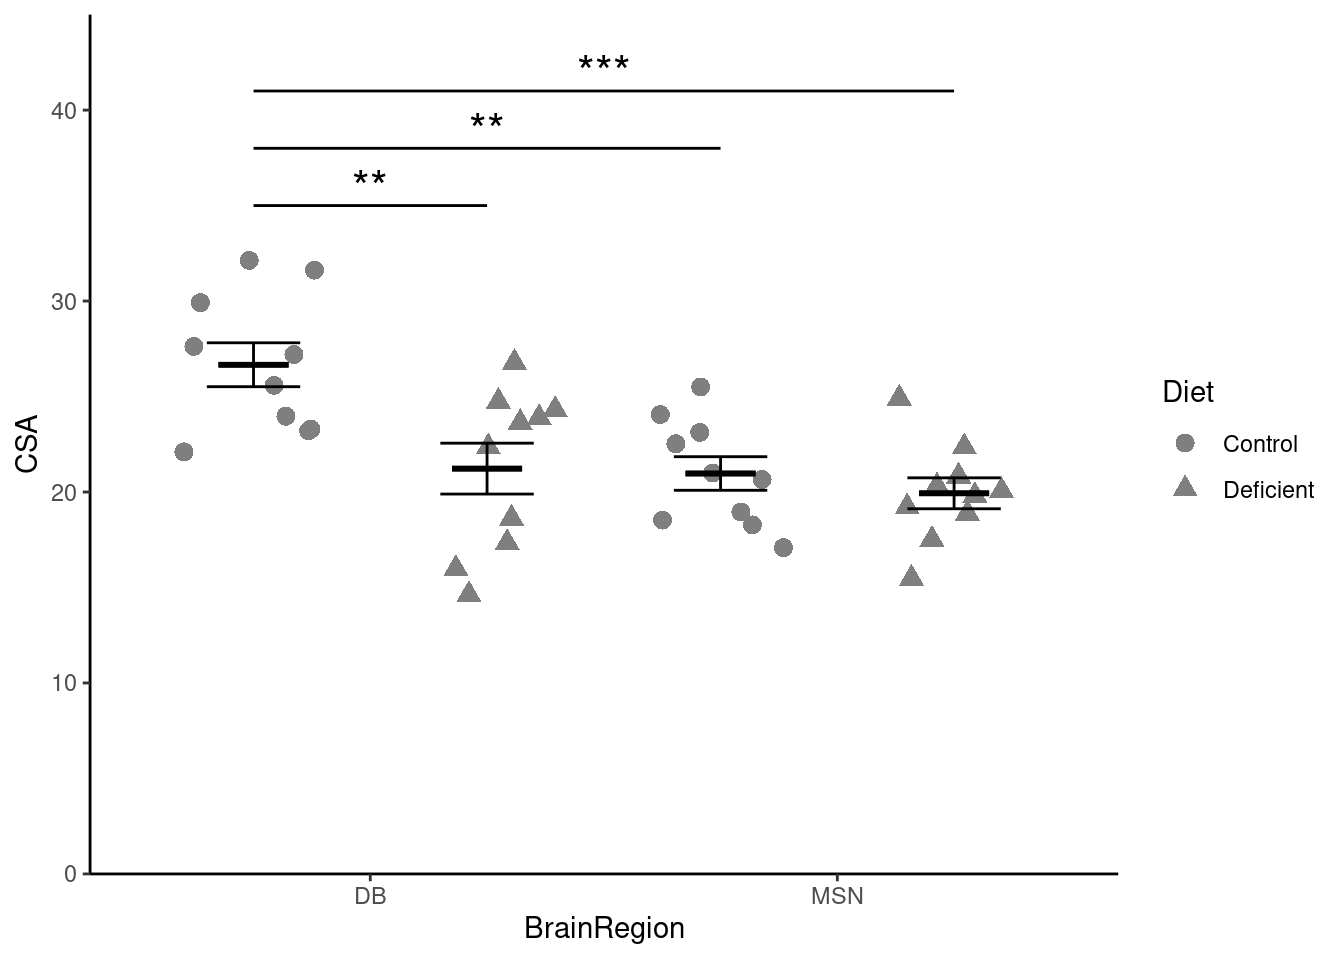 ***
**
**
40
30
20
10
0
CSA
DB
MSN
BrainRegion
Diet
Control
Deficient